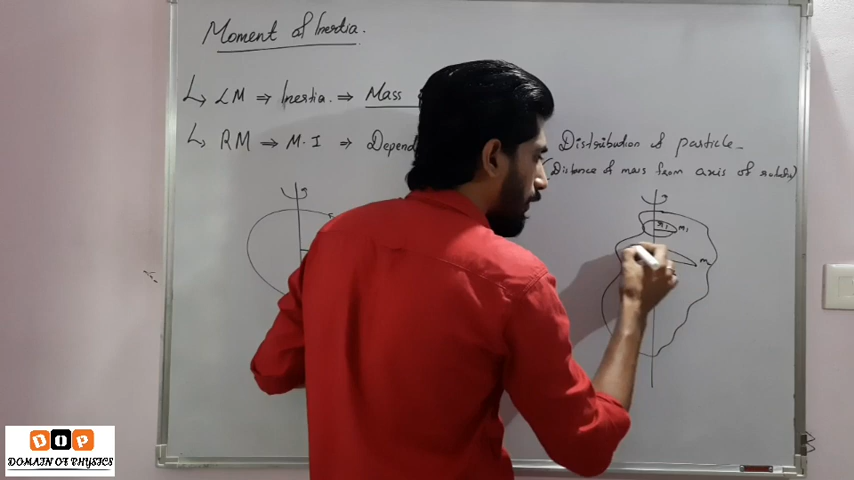 Moment of Inertia.
↳ LM ⇒ Inertia. ⇒ Mass
↳ RM ⇒ M.I ⇒ Depend Distribution of particle.
(Distance of mass from axis of
r₁ m₁
m
DOP
DOMAIN OF PHYSICS